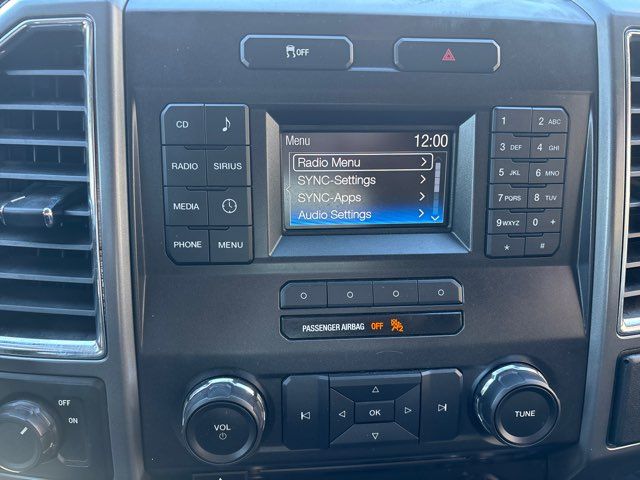 OFF
CD
RADIO SIRIUS
MEDIA
PHONE MENU
Menu 12:00
Radio Menu
SYNC-Settings
SYNC-Apps
Audio Settings
1 2 ABC
3 DEF 4 GHI
5 JKL 6 MNO
7 PQRS 8 TUV
9 WXYZ 0 +
* #
PASSENGER AIRBAG OFF
OFF
ON
VOL
OK
TUNE